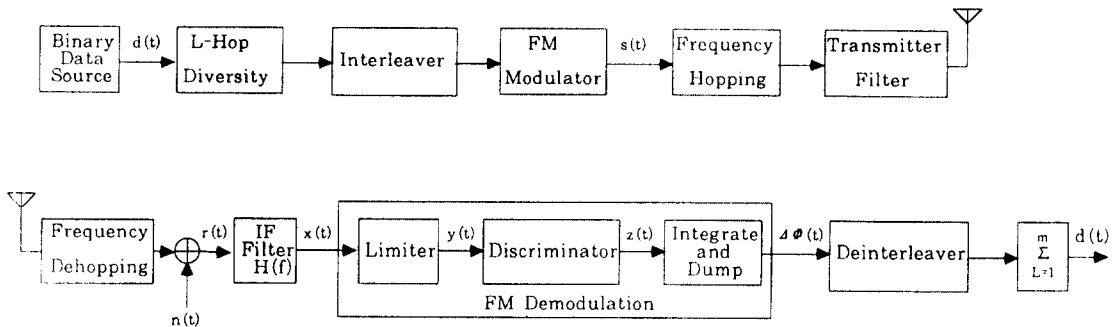 Binary
Data
Source
d(t)
L-Hop
Diversity
Interleaver
FM
Modulator
s(t)
Frequency
Hopping
Transmitter
Filter
Frequency
Dehopping
r(t)
n(t)
IF
Filter
H(f)
x(t)
Limiter
y(t)
Discriminator
z(t)
Integrate
and
Dump
FM Demodulation
ΔΦ(t)
Deinterleaver
m
Σ
L=1
d(t)